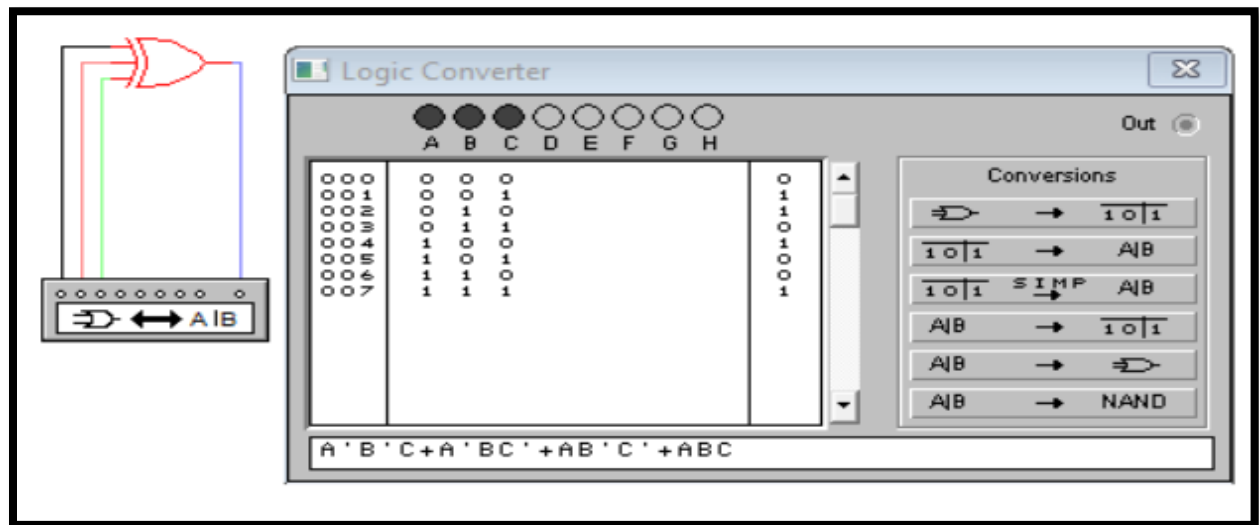 Logic Converter
Out
A B C D E F G H
000 0 0 0 0
001 0 0 1 1
002 0 1 0 1
003 0 1 1 0
004 1 0 0 1
005 1 0 1 0
006 1 1 0 0
007 1 1 1 1
Conversions
→ 1 0|1
1 0|1 → A|B
1 0|1 SIMP → A|B
A|B → 1 0|1
A|B →
A|B → NAND
A|B
A'B'C+A'BC'+AB'C'+ABC